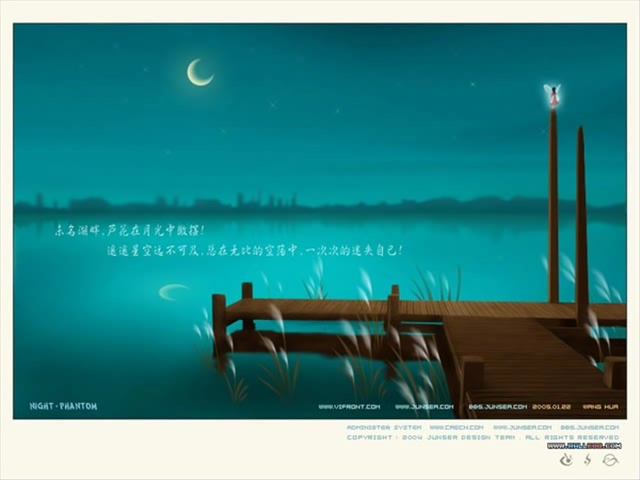 未名湖畔，芦花在月光中微摆!
遥遥星空远不可及，总在无比的空荡中，一次次的迷失自己!
NIGHT · PHANTOM
WWW.VIFRONT.COM WWW.JUNSER.COM BBS.JUNSER.COM 2005.01.22 WANG HUA
ADMINISTER SYSTEM WWW.CRECN.COM WWW.JUNSER.COM BBS.JUNSER.COM
COPYRIGHT : 2004 JUNSER DESIGN TEAM . ALL RIGHTS RESERVED